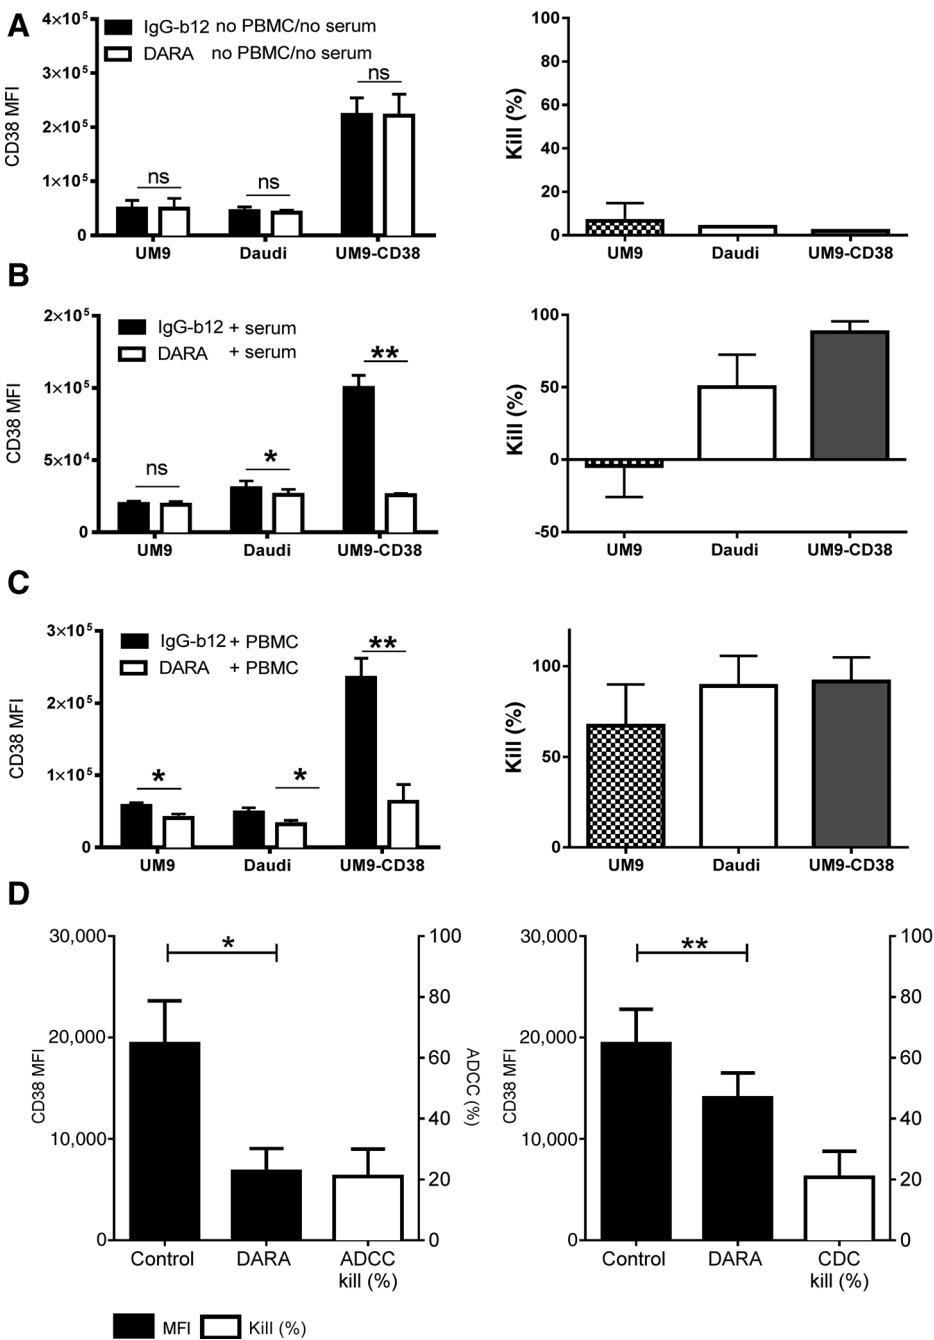 A
4×10⁵
3×10⁵
2×10⁵
1×10⁵
0
CD38 MFI
IgG-b12 no PBMC/no serum
DARA no PBMC/no serum
ns
ns
ns
UM9 Daudi UM9-CD38
100
80
60
40
20
0
Kill (%)
UM9 Daudi UM9-CD38
B
2×10⁵
1×10⁵
5×10⁴
0
CD38 MFI
IgG-b12 + serum
DARA + serum
ns
*
**
UM9 Daudi UM9-CD38
100
50
0
-50
Kill (%)
UM9 Daudi UM9-CD38
C
3×10⁵
2×10⁵
1×10⁵
0
CD38 MFI
IgG-b12 + PBMC
DARA + PBMC
*
*
**
UM9 Daudi UM9-CD38
100
50
0
Kill (%)
UM9 Daudi UM9-CD38
D
30,000
20,000
10,000
0
CD38 MFI
*
100
80
60
40
20
0
ADCC (%)
Control DARA ADCC
kill (%)
30,000
20,000
10,000
0
CD38 MFI
**
100
80
60
40
20
0
Control DARA CDC
kill (%)
MFI Kill (%)